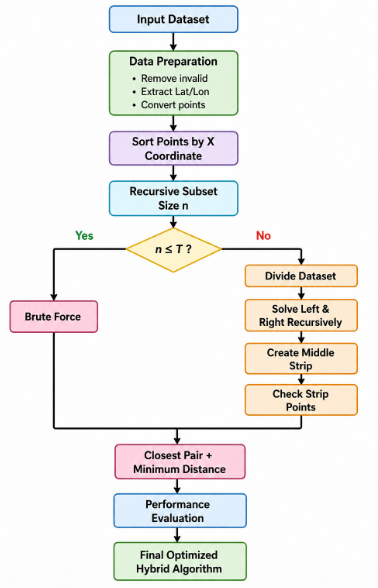 Input Dataset
Data Preparation
• Remove invalid
• Extract Lat/Lon
• Convert points
Sort Points by X
Coordinate
Recursive Subset
Size n
n ≤ T ?
Yes
No
Brute Force
Divide Dataset
Solve Left &
Right Recursively
Create Middle
Strip
Check Strip
Points
Closest Pair +
Minimum Distance
Performance
Evaluation
Final Optimized
Hybrid Algorithm